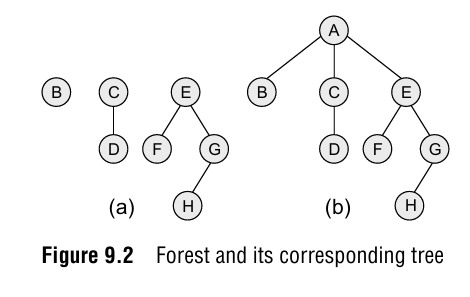 A
B C E B C E
D F G D F G
H H
(a) (b)
Figure 9.2 Forest and its corresponding tree